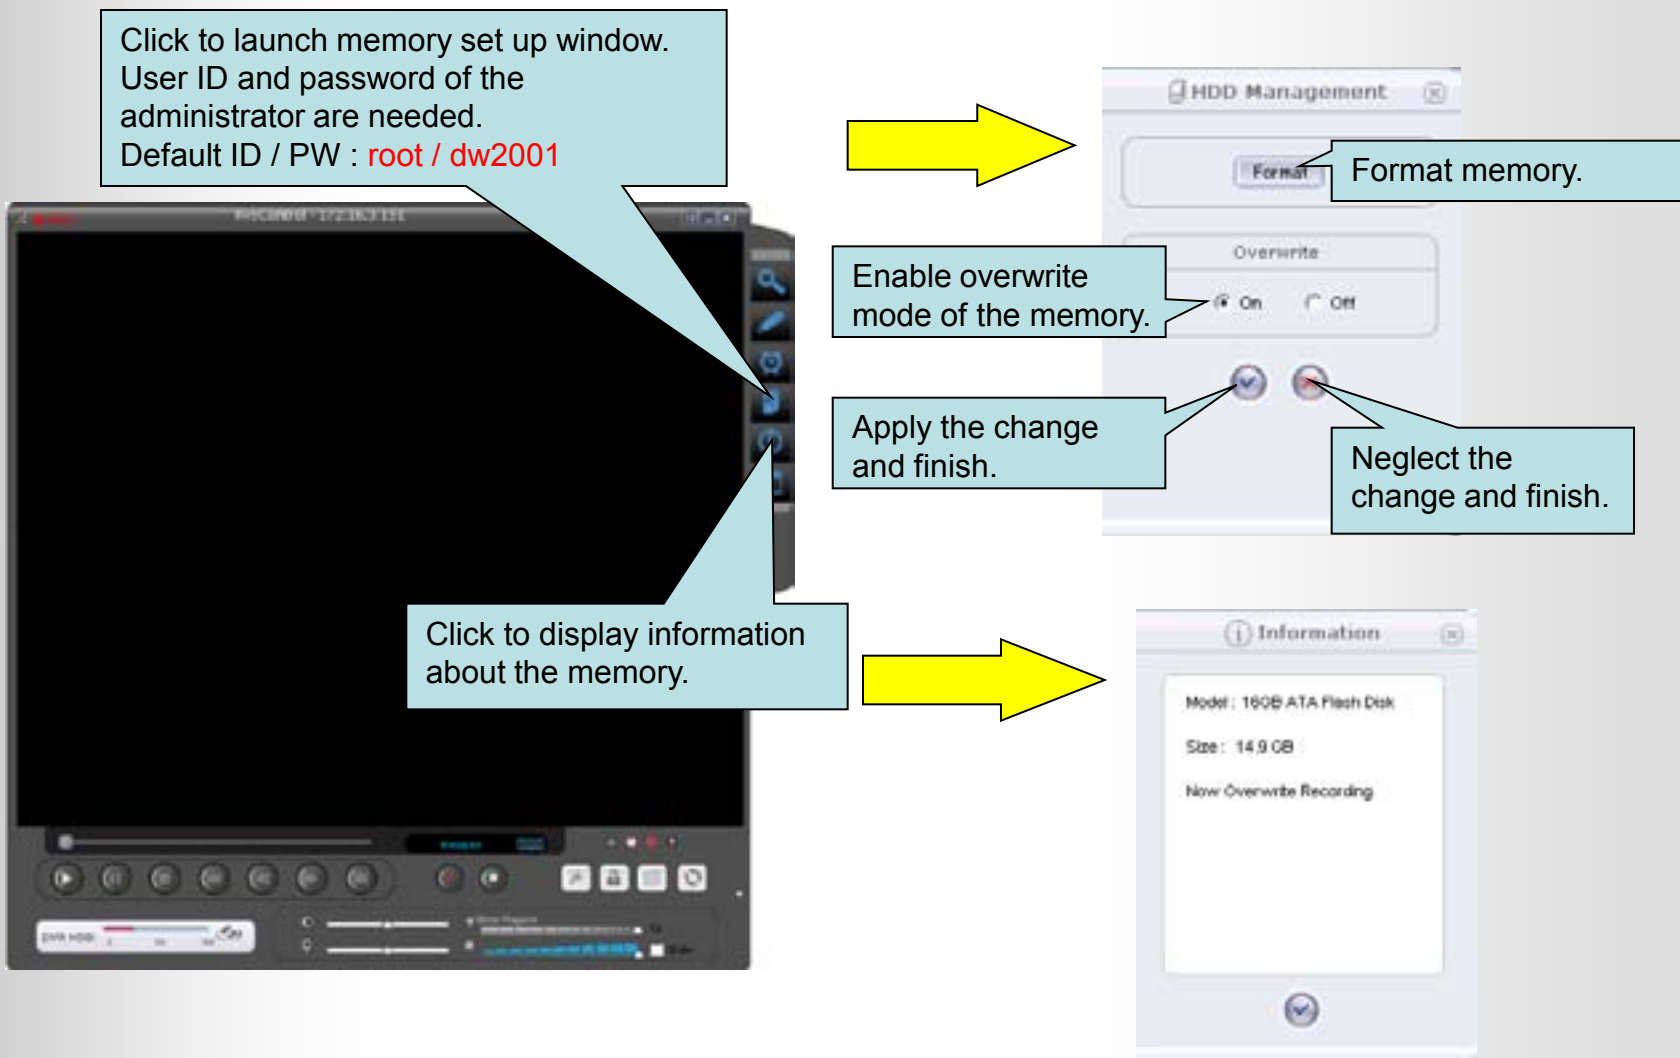 Click to launch memory set up window.
User ID and password of the
administrator are needed.
Default ID / PW : root / dw2001
HDD Management
Format
Format memory.
Overwrite
Enable overwrite
mode of the memory.
On
Off
Apply the change
and finish.
Neglect the
change and finish.
Click to display information
about the memory.
Information
Model : 16GB ATA Flash Disk
Size : 14.9 GB
Now Overwrite Recording
DVR HDD